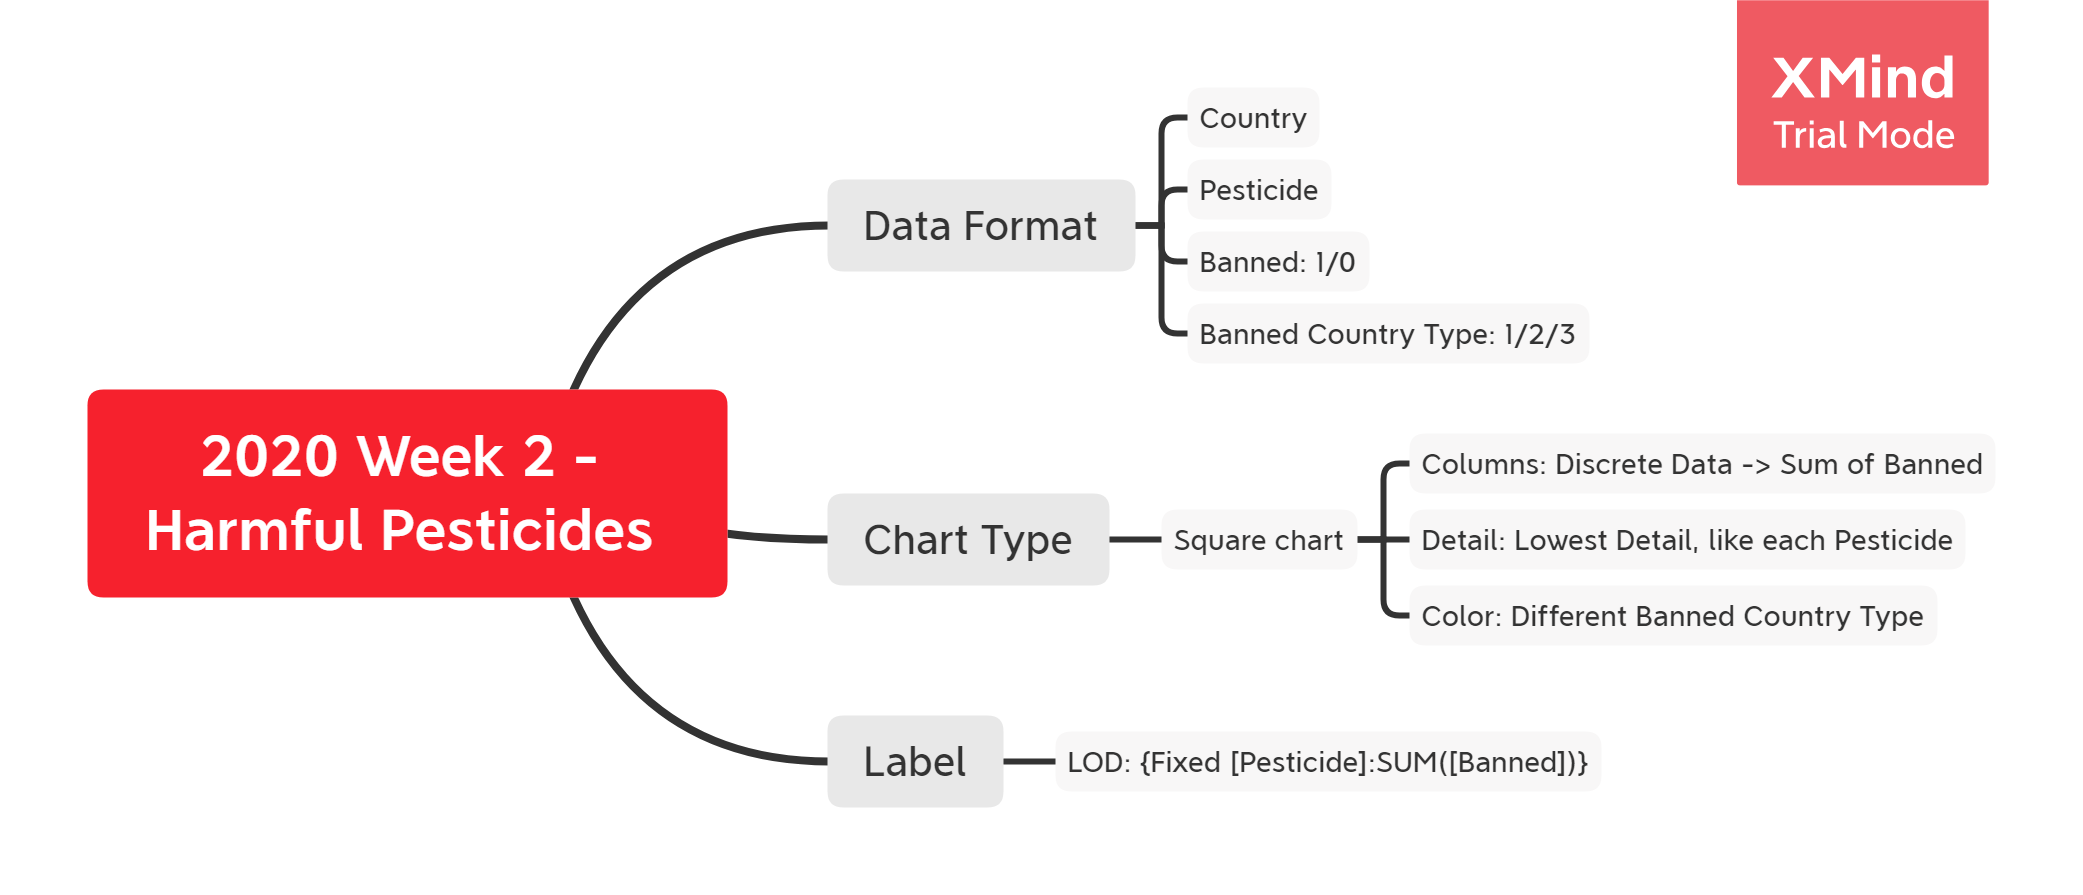 XMind
Trial Mode
2020 Week 2 -
Harmful Pesticides
Data Format
Country
Pesticide
Banned: 1/0
Banned Country Type: 1/2/3
Chart Type
Square chart
Columns: Discrete Data -> Sum of Banned
Detail: Lowest Detail, like each Pesticide
Color: Different Banned Country Type
Label
LOD: {Fixed [Pesticide]:SUM([Banned])}